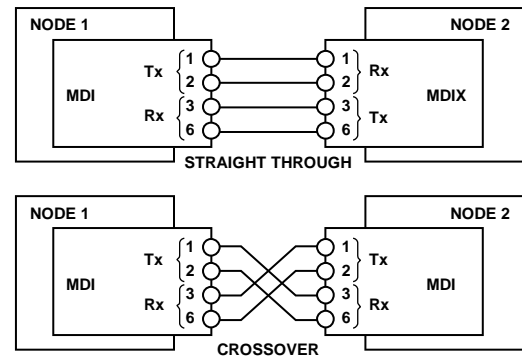 NODE 1
NODE 2
MDI
Tx
Rx
1
2
3
6
1
2
3
6
Rx
Tx
MDIX
STRAIGHT THROUGH
NODE 1
NODE 2
MDI
Tx
Rx
1
2
3
6
1
2
3
6
Tx
Rx
MDI
CROSSOVER